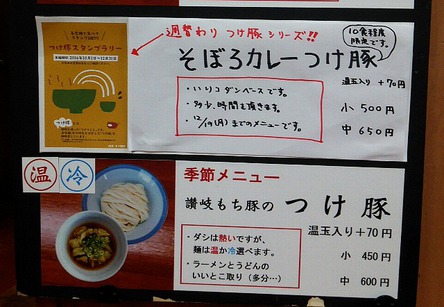 週替わり つけ豚シリーズ!!
10食程度
限定です。
そぼろカレーつけ豚
温玉入り+70円
・いりこダシベースです。
・多少、時間を頂きます。
・12/19(月)までのメニューです。
小 500円
中 650円
つけ豚スタンプラリー
温
冷
季節メニュー
讃岐もち豚の つけ豚
温玉入り+70円
・ダシは熱いですが、
麺は温か冷選べます。
・ラーメンとうどんの
いいとこ取り(多分…)
小 450円
中 600円